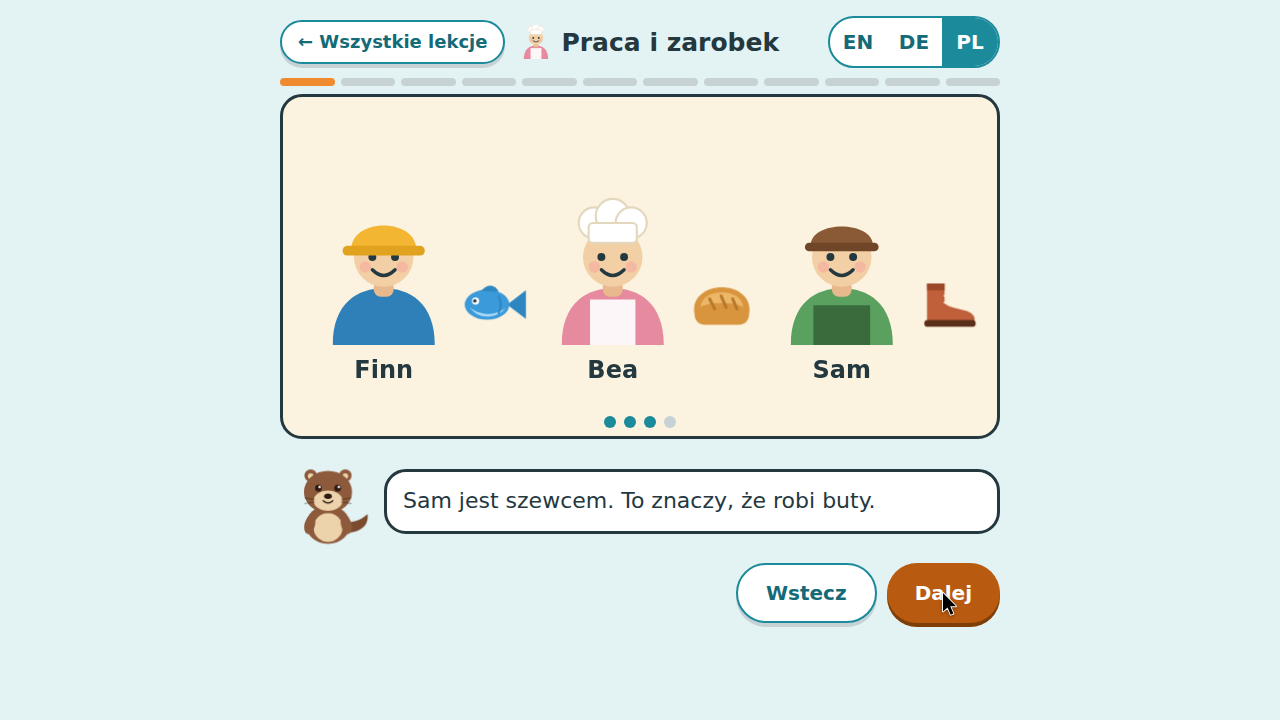 ← Wszystkie lekcje
Praca i zarobek
EN DE PL
Finn
Bea
Sam
Sam jest szewcem. To znaczy, że robi buty.
Wstecz
Dalej